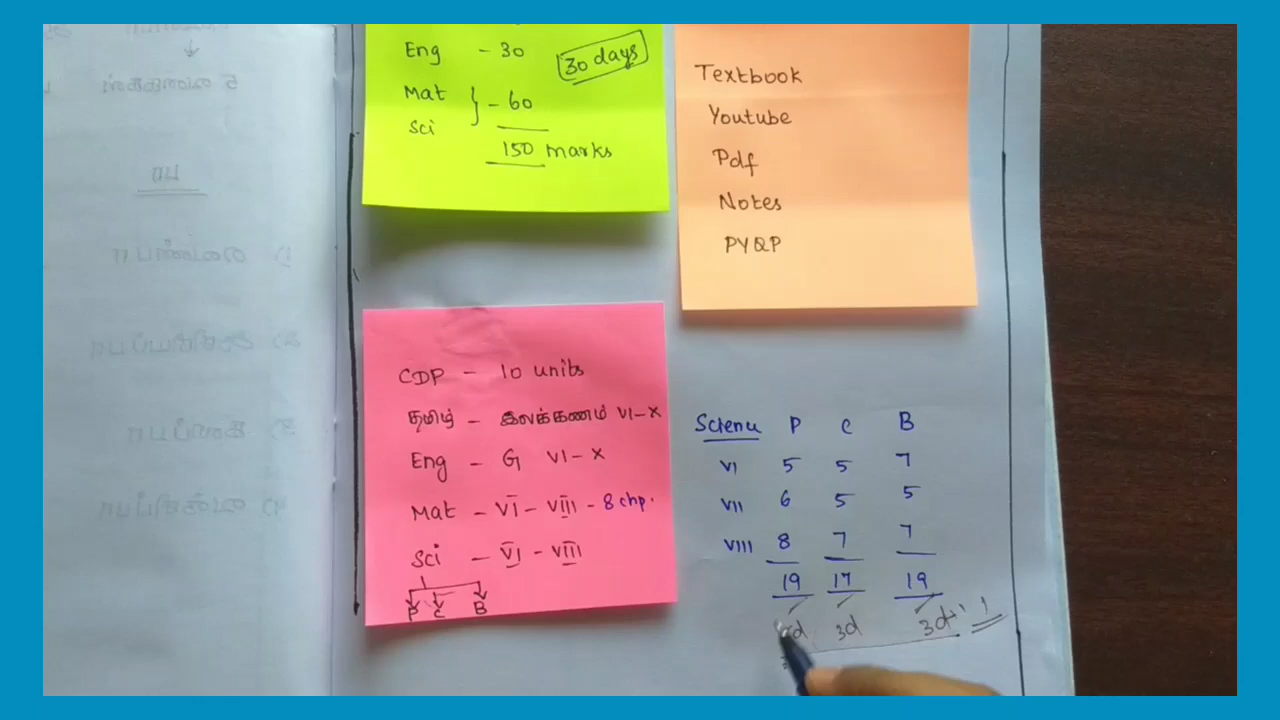 Eng - 30
30 days
Mat
Sci } - 60
150 marks
Textbook
Youtube
Pdf
Notes
PYQP
CDP - 10 units
தமிழ் - இலக்கணம் VI-X
Eng - G VI-X
Mat - VI - VIII - 8 chp.
Sci - VI - VIII
P C B
Science P C B
VI 5 5 7
VII 6 5 5
VIII 8 7 7
19 17 19
3d 3d